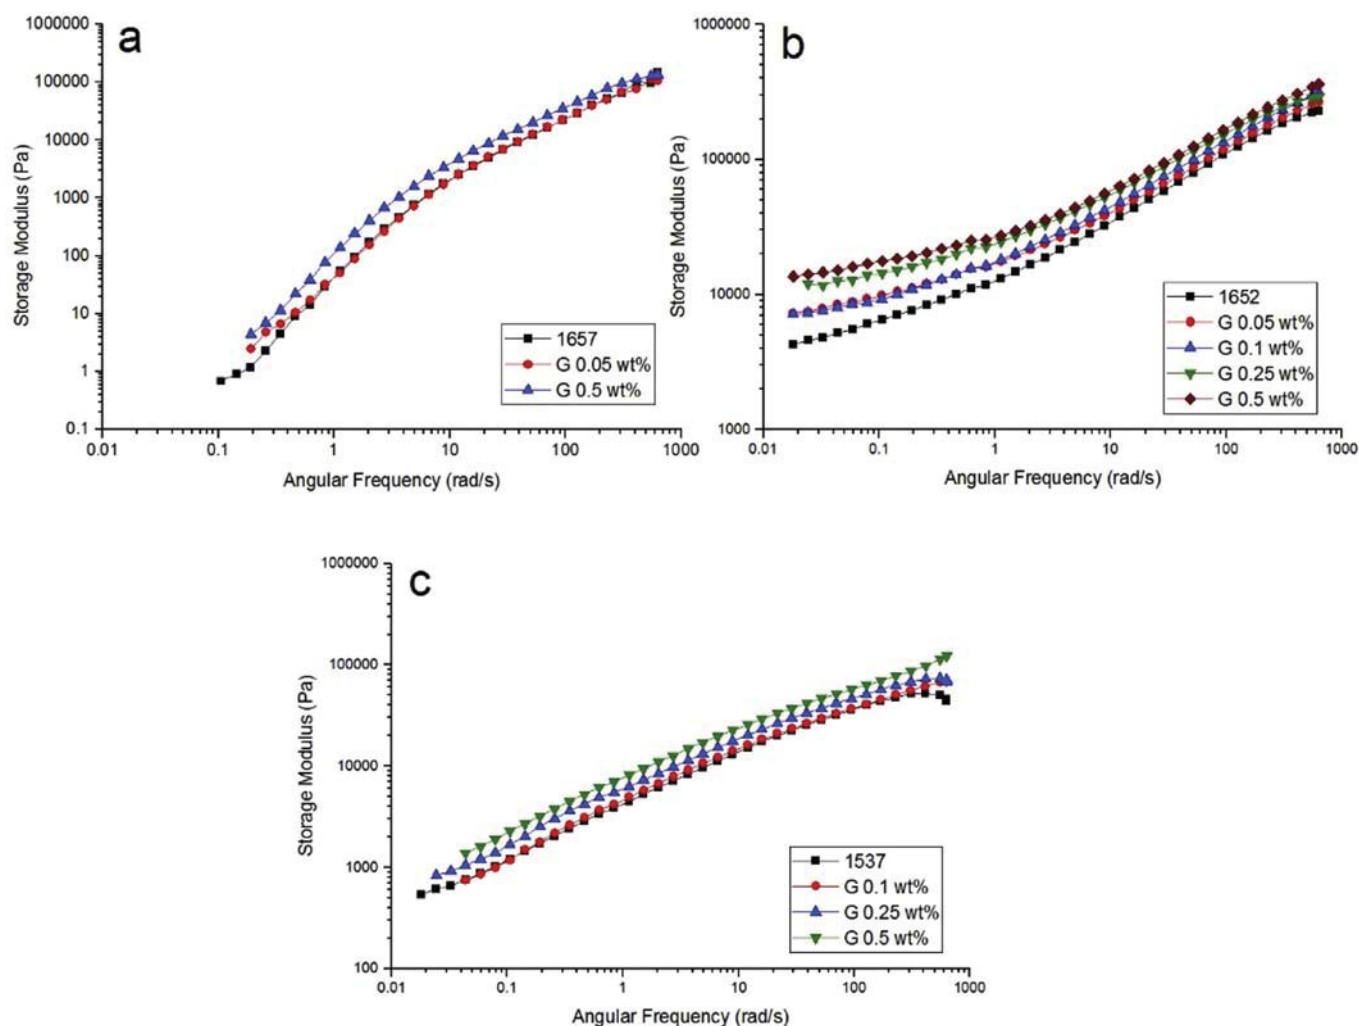 a
1000000
100000
10000
1000
100
10
1
0.1
Storage Modulus (Pa)
0.01
0.1
1
10
100
1000
Angular Frequency (rad/s)
1657
G 0.05 wt%
G 0.5 wt%
b
1000000
100000
10000
1000
Storage Modulus (Pa)
0.01
0.1
1
10
100
1000
Angular Frequency (rad/s)
1652
G 0.05 wt%
G 0.1 wt%
G 0.25 wt%
G 0.5 wt%
c
1000000
100000
10000
1000
100
Storage Modulus (Pa)
0.01
0.1
1
10
100
1000
Angular Frequency (rad/s)
1537
G 0.1 wt%
G 0.25 wt%
G 0.5 wt%